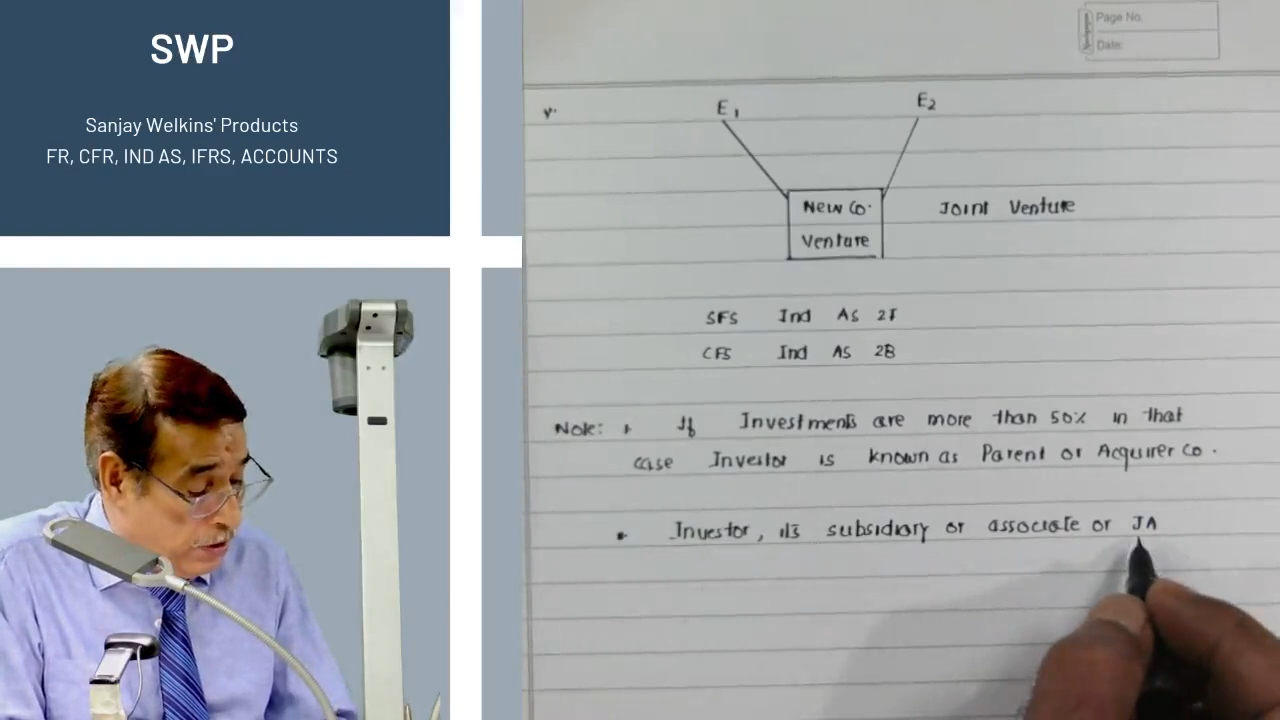 SWP
Sanjay Welkins' Products
FR, CFR, IND AS, IFRS, ACCOUNTS
Page No.
Date:
v.
E1
E2
New Co.
Venture
Joint Venture
SFS Ind As 27
CFS Ind As 28
Note: If Investments are more than 50% in that
case Investor is known as Parent or Acquirer Co.
Investor, its subsidiary or associate or JA